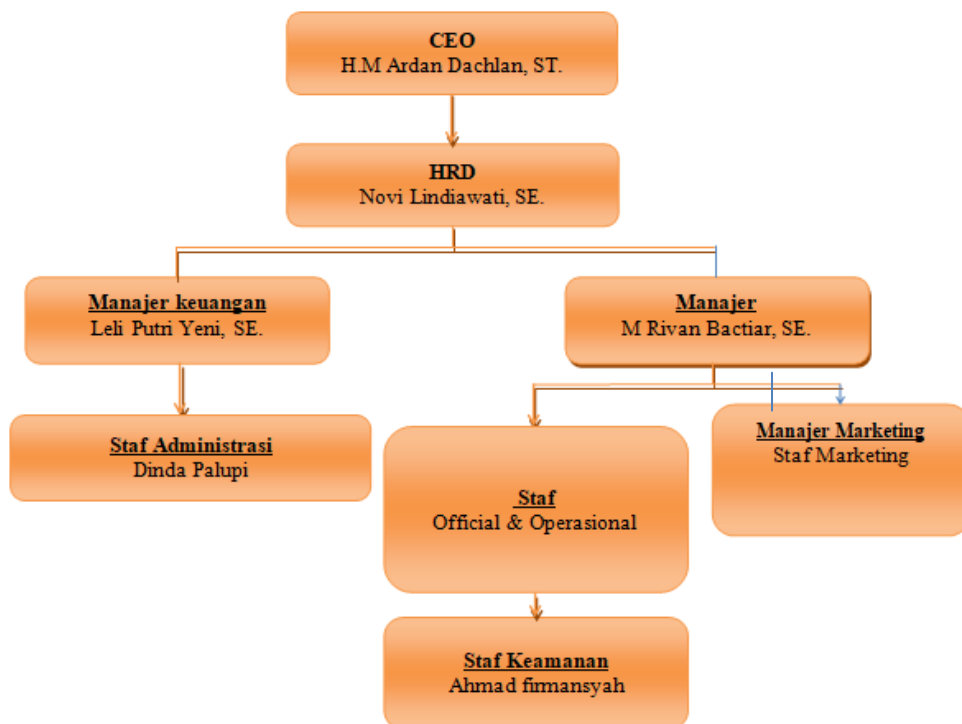 CEO
H.M Ardan Dachlan, ST.
HRD
Novi Lindiawati, SE.
Manajer keuangan
Leli Putri Yeni, SE.
Manajer
M Rivan Bactiar, SE.
Staf Administrasi
Dinda Palupi
Staf
Official & Operasional
Manajer Marketing
Staf Marketing
Staf Keamanan
Ahmad firmansyah